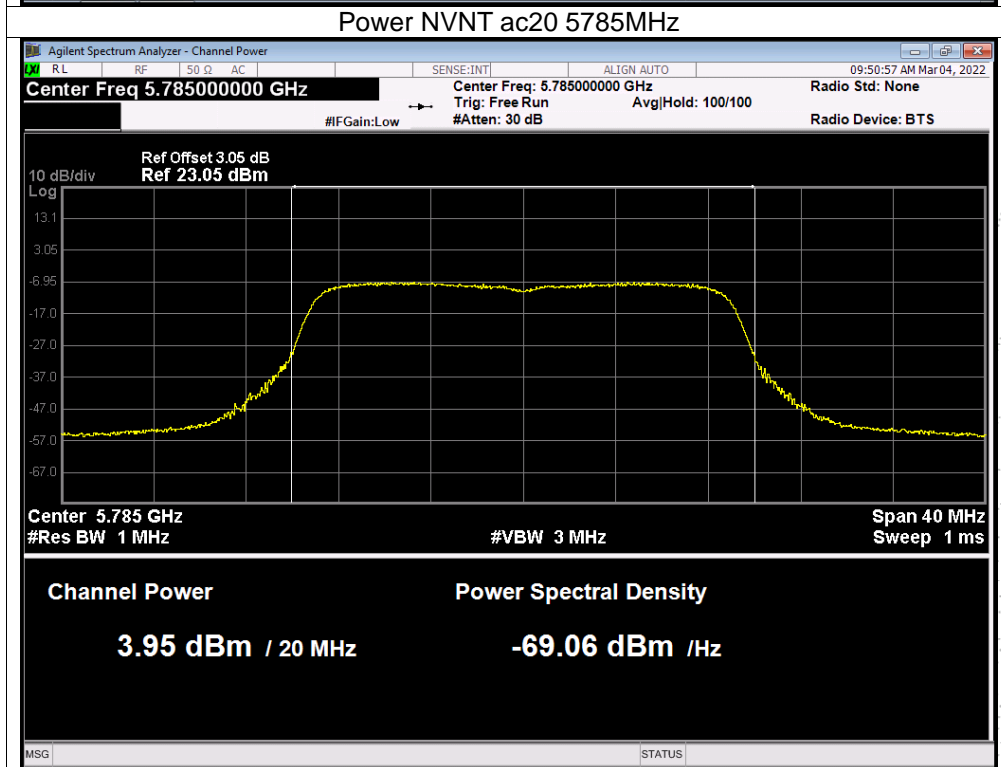 Power NVNT ac20 5785MHz
Agilent Spectrum Analyzer - Channel Power
LXI RL RF 50 Ω AC SENSE:INT ALIGN AUTO 09:50:57 AM Mar 04, 2022
Center Freq 5.785000000 GHz Center Freq: 5.785000000 GHz Radio Std: None
Trig: Free Run Avg|Hold: 100/100
#IFGain:Low #Atten: 30 dB Radio Device: BTS
Ref Offset 3.05 dB
10 dB/div Ref 23.05 dBm
Log
13.1
3.05
-6.95
-17.0
-27.0
-37.0
-47.0
-57.0
-67.0
Center 5.785 GHz Span 40 MHz
#Res BW 1 MHz #VBW 3 MHz Sweep 1 ms
Channel Power Power Spectral Density
3.95 dBm / 20 MHz -69.06 dBm /Hz
MSG STATUS